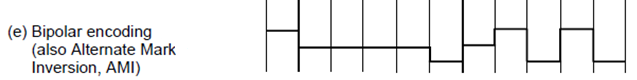 (e) Bipolar encoding
(also Alternate Mark
Inversion, AMI)